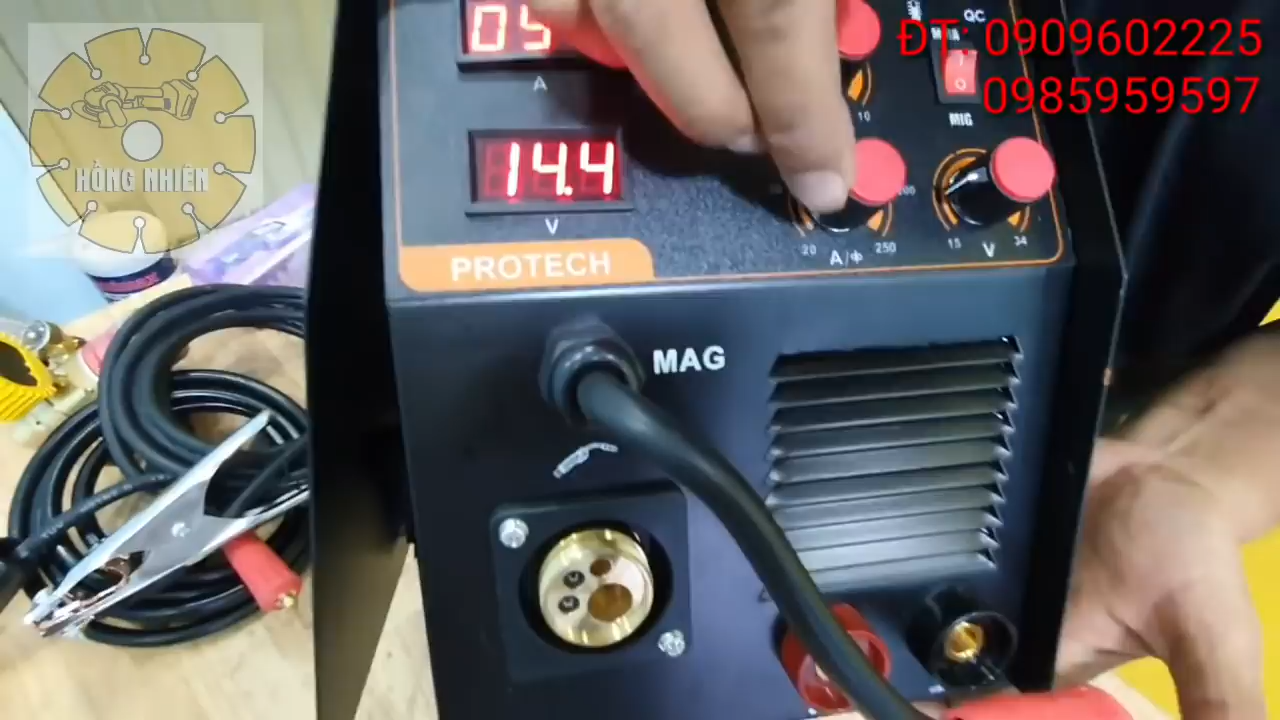 ĐT: 0909602225
0985959597
HỒNG NHIÊN
05
A
14.4
V
QC
10
MIG
20
250
A/ф
15
34
V
PROTECH
MAG